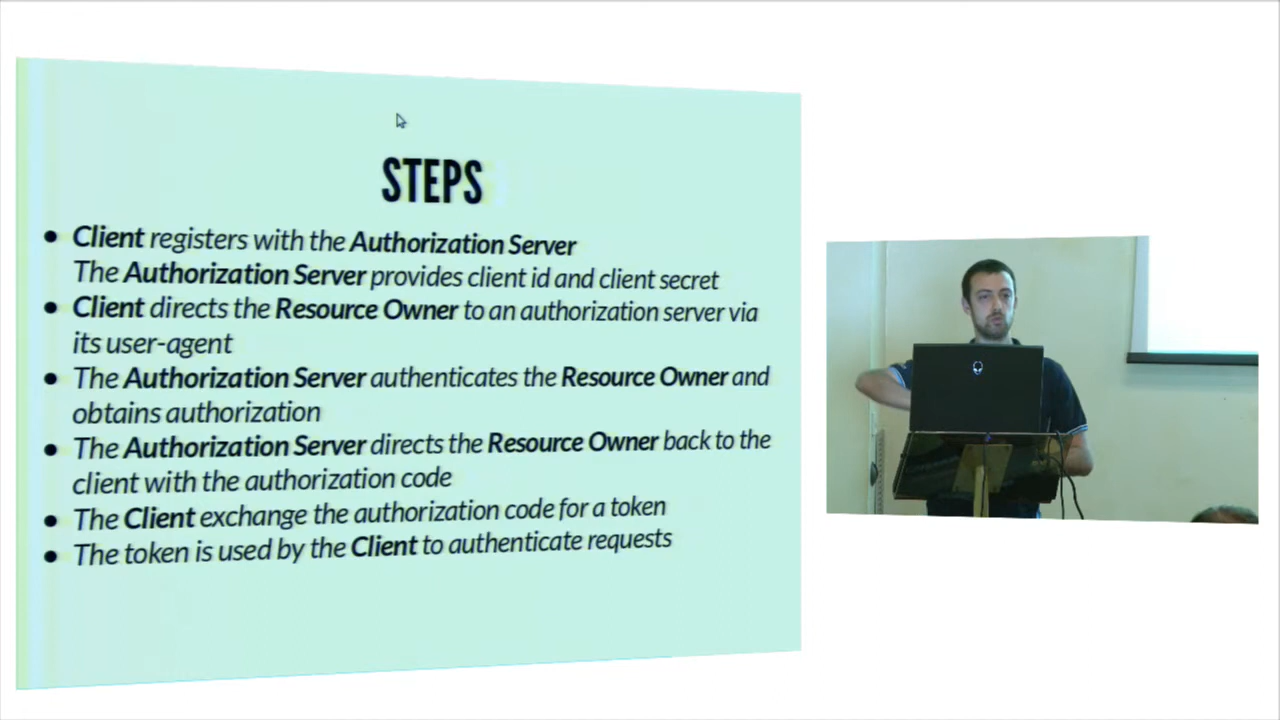 STEPS
• Client registers with the Authorization Server
The Authorization Server provides client id and client secret
• Client directs the Resource Owner to an authorization server via
its user-agent
• The Authorization Server authenticates the Resource Owner and
obtains authorization
• The Authorization Server directs the Resource Owner back to the
client with the authorization code
• The Client exchange the authorization code for a token
• The token is used by the Client to authenticate requests